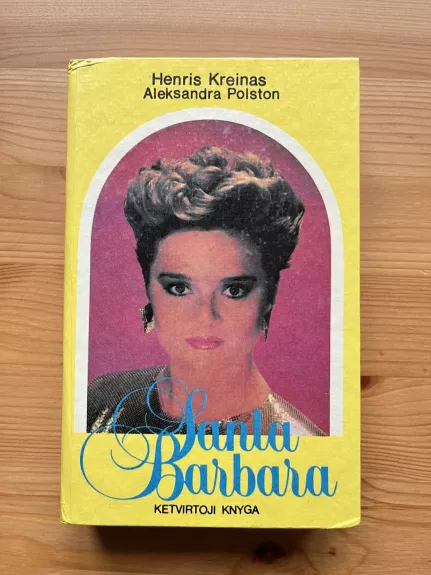 Henris Kreinas
Aleksandra Polston
Santa
Barbara
KETVIRTOJI KNYGA